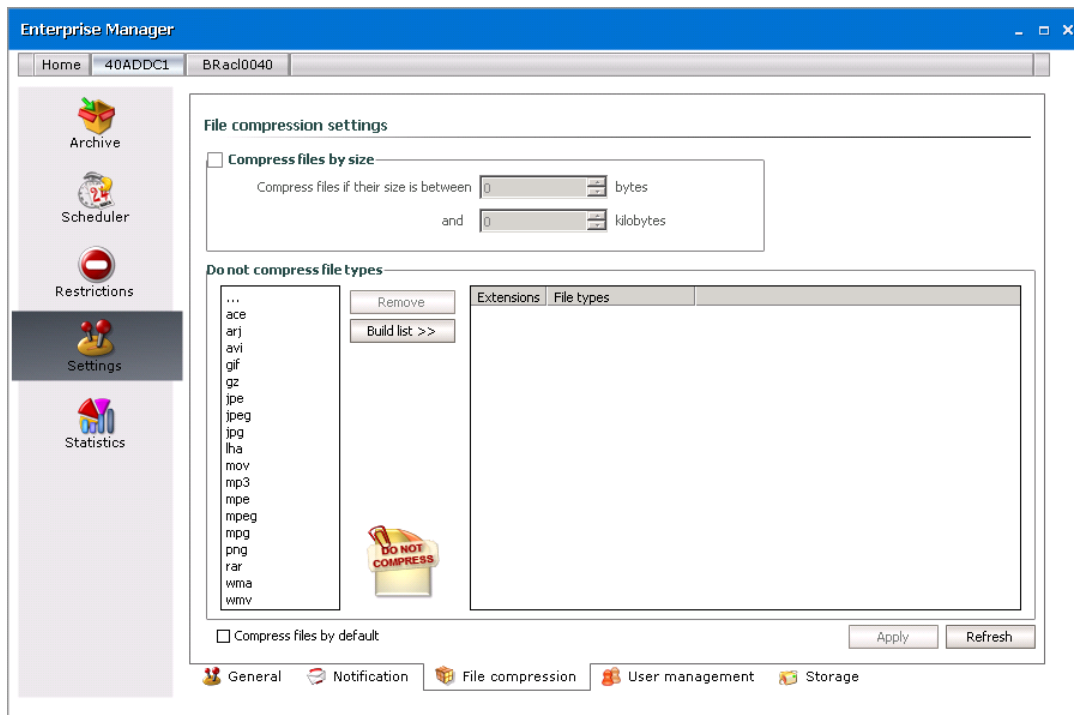 Enterprise Manager
Home 40ADDC1 BRacl0040
Archive
Scheduler
Restrictions
Settings
Statistics
File compression settings
Compress files by size
Compress files if their size is between 0 bytes
and 0 kilobytes
Do not compress file types
...
ace
arj
avi
gif
gz
jpe
jpeg
jpg
lha
mov
mp3
mpe
mpeg
mpg
png
rar
wma
wmv
Remove
Build list >>
DO NOT
COMPRESS
Extensions File types
Compress files by default
Apply Refresh
General Notification File compression User management Storage